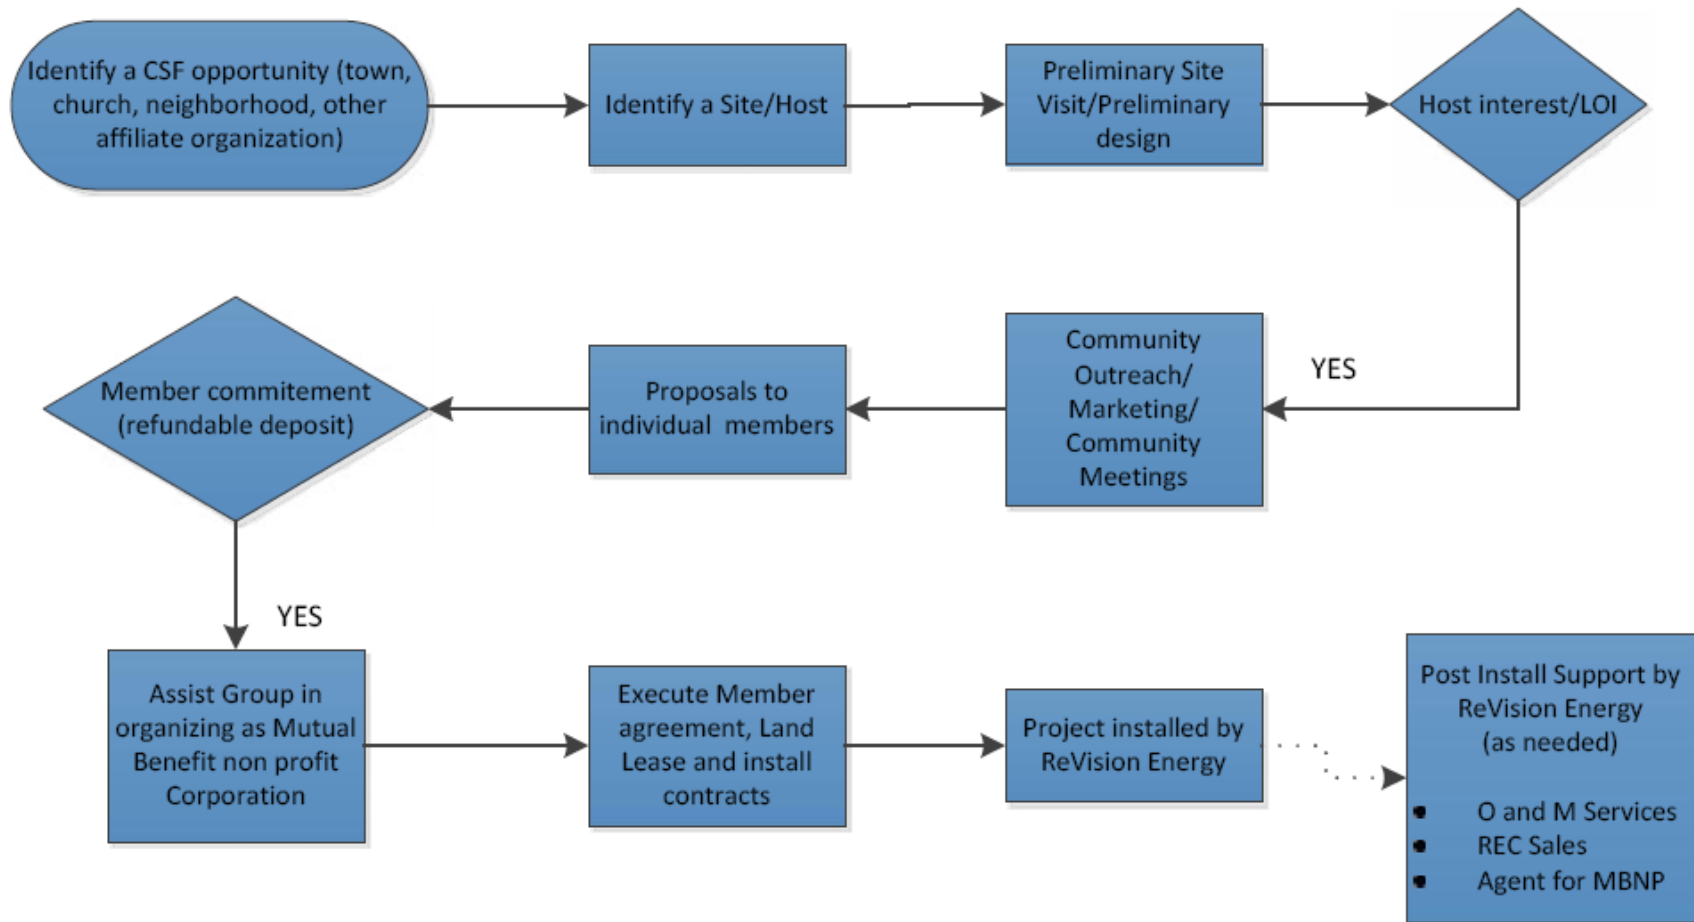 Identify a CSF opportunity (town,
church, neighborhood, other
affiliate organization)
Identify a Site/Host
Preliminary Site
Visit/Preliminary
design
Host interest/LOI
YES
Community
Outreach/
Marketing/
Community
Meetings
Proposals to
individual members
Member commitement
(refundable deposit)
YES
Assist Group in
organizing as Mutual
Benefit non profit
Corporation
Execute Member
agreement, Land
Lease and install
contracts
Project installed by
ReVision Energy
Post Install Support by
ReVision Energy
(as needed)
• O and M Services
• REC Sales
• Agent for MBNP